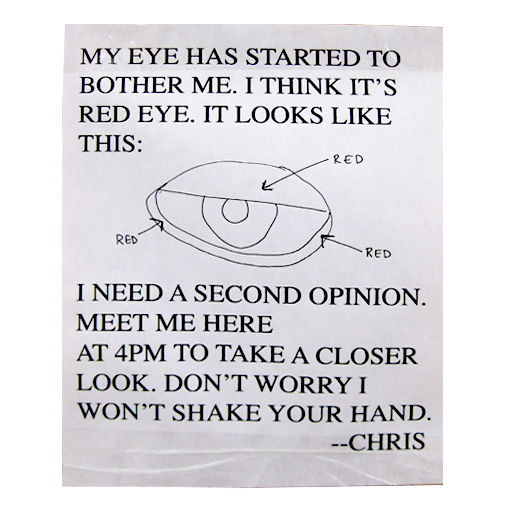 MY EYE HAS STARTED TO
BOTHER ME. I THINK IT'S
RED EYE. IT LOOKS LIKE
THIS:
RED
RED
RED
I NEED A SECOND OPINION.
MEET ME HERE
AT 4PM TO TAKE A CLOSER
LOOK. DON'T WORRY I
WON'T SHAKE YOUR HAND.
--CHRIS